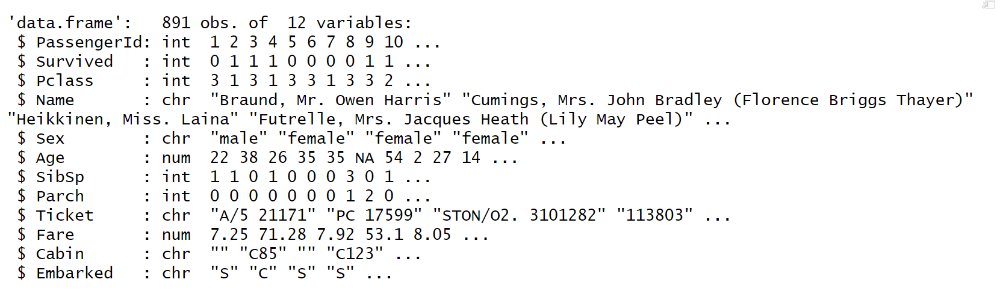 'data.frame':   891 obs. of  12 variables:
 $ PassengerId: int  1 2 3 4 5 6 7 8 9 10 ...
 $ Survived   : int  0 1 1 1 0 0 0 0 1 1 ...
 $ Pclass     : int  3 1 3 1 3 3 1 3 3 2 ...
 $ Name       : chr  "Braund, Mr. Owen Harris" "Cumings, Mrs. John Bradley (Florence Briggs Thayer)"
"Heikkinen, Miss. Laina" "Futrelle, Mrs. Jacques Heath (Lily May Peel)" ...
 $ Sex        : chr  "male" "female" "female" "female" ...
 $ Age        : num  22 38 26 35 35 NA 54 2 27 14 ...
 $ SibSp      : int  1 1 0 1 0 0 0 3 0 1 ...
 $ Parch      : int  0 0 0 0 0 0 0 1 2 0 ...
 $ Ticket     : chr  "A/5 21171" "PC 17599" "STON/O2. 3101282" "113803" ...
 $ Fare       : num  7.25 71.28 7.92 53.1 8.05 ...
 $ Cabin      : chr  "" "C85" "" "C123" ...
 $ Embarked   : chr  "S" "C" "S" "S" ...